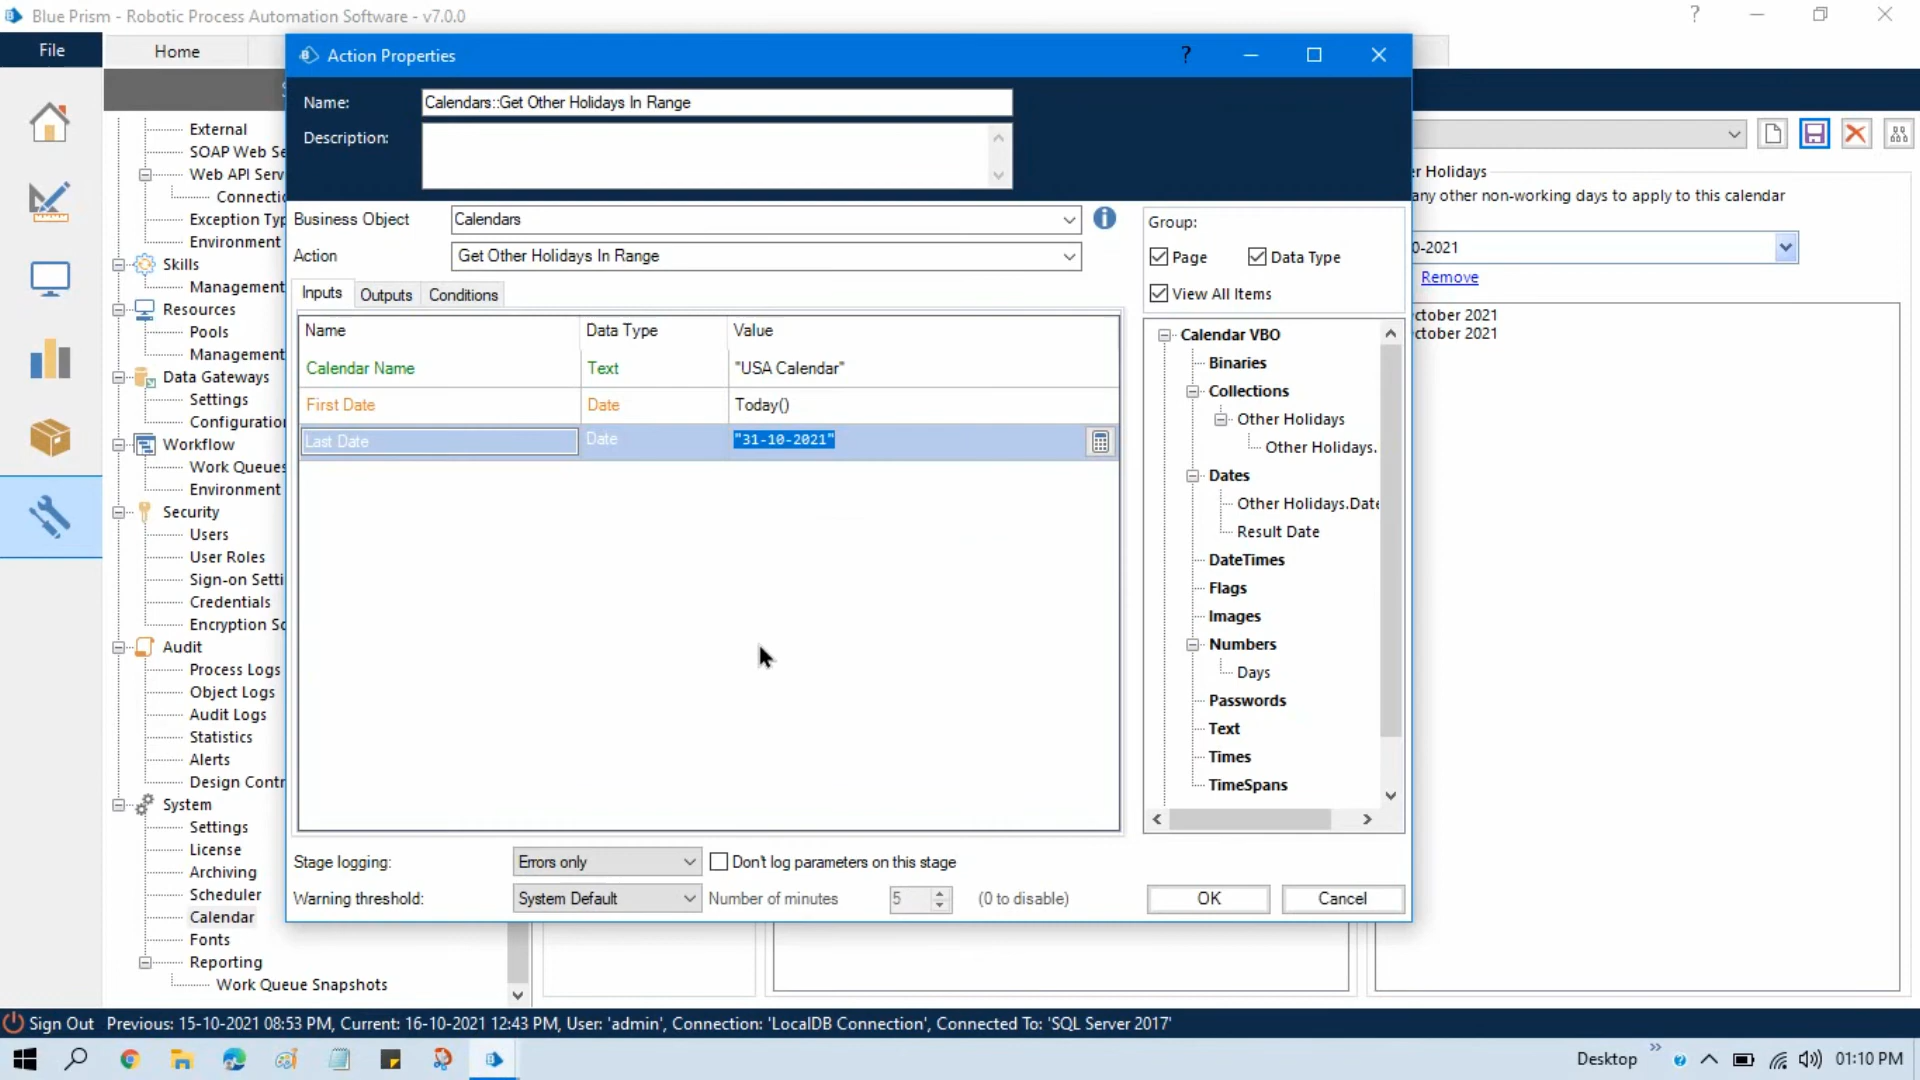 Blue Prism - Robotic Process Automation Software - v7.0.0
File
Home
Action Properties
Name:
Calendars::Get Other Holidays In Range
Description:
Business Object
Calendars
Action
Get Other Holidays In Range
Inputs
Outputs
Conditions
Name
Data Type
Value
Calendar Name
Text
"USA Calendar"
First Date
Date
Today()
Last Date
Date
"31-10-2021"
Group:
Page
Data Type
View All Items
Calendar VBO
Binaries
Collections
Other Holidays
Other Holidays.
Dates
Other Holidays.Date
Result Date
DateTimes
Flags
Images
Numbers
Days
Passwords
Text
Times
TimeSpans
Stage logging:
Errors only
Don't log parameters on this stage
Warning threshold:
System Default
Number of minutes
5
(0 to disable)
OK
Cancel
External
SOAP Web Se
Web API Serv
Connectio
Exception Typ
Environment
Skills
Management
Resources
Pools
Management
Data Gateways
Settings
Configuration
Workflow
Work Queues
Environment
Security
Users
User Roles
Sign-on Setti
Credentials
Encryption Sc
Audit
Process Logs
Object Logs
Audit Logs
Statistics
Alerts
Design Contr
System
Settings
License
Archiving
Scheduler
Calendar
Fonts
Reporting
Work Queue Snapshots
r Holidays
any other non-working days to apply to this calendar
0-2021
Remove
ctober 2021
ctober 2021
Sign Out Previous: 15-10-2021 08:53 PM, Current: 16-10-2021 12:43 PM, User: 'admin', Connection: 'LocalDB Connection', Connected To: 'SQL Server 2017'
Desktop
01:10 PM